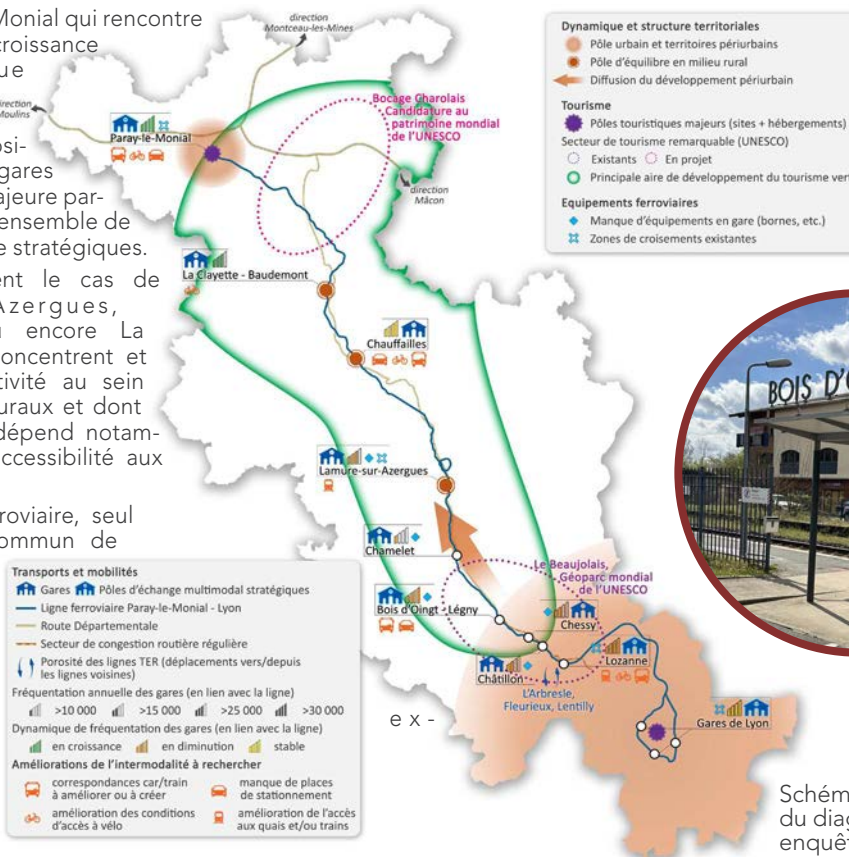 Monial qui rencontre
croissance
ue
osi-
gares
ajeure par-
ensemble de
e stratégiques.
ent le cas de
Azergues,
u encore La
oncentrent et
tivité au sein
uraux et dont
dépend notam-
accessibilité aux
roviaire, seul
ommun de
e x -
direction
Montceau-les-Mines
direction
Moulins
Paray-le-Monial
Bocage Charolais
Candidature au
patrimoine mondial
de l'UNESCO
direction
Mâcon
La Clayette - Baudemont
Chauffailles
Lamure-sur-Azergues
Chamelet
Le Beaujolais,
Géoparc mondial
de l'UNESCO
Bois d'Oingt - Légny
Chessy
Châtillon
Lozanne
L'Arbresle,
Fleurieux, Lentilly
Gares de Lyon
Dynamique et structure territoriales
Pôle urbain et territoires périurbains
Pôle d'équilibre en milieu rural
Diffusion du développement périurbain
Tourisme
Pôles touristiques majeurs (sites + hébergements)
Secteur de tourisme remarquable (UNESCO)
Existants En projet
Principale aire de développement du tourisme vert
Equipements ferroviaires
Manque d'équipements en gare (bornes, etc.)
Zones de croisements existantes
BOIS D'O
Transports et mobilités
Gares Pôles d'échange multimodal stratégiques
Ligne ferroviaire Paray-le-Monial - Lyon
Route Départementale
Secteur de congestion routière régulière
Porosité des lignes TER (déplacements vers/depuis
les lignes voisines)
Fréquentation annuelle des gares (en lien avec la ligne)
>10 000 >15 000 >25 000 >30 000
Dynamique de fréquentation des gares (en lien avec la ligne)
en croissance en diminution stable
Améliorations de l'intermodalité à rechercher
correspondances car/train
à améliorer ou à créer
manque de places
de stationnement
amélioration des conditions
d'accès à vélo
amélioration de l'accès
aux quais et/ou trains
Schém
du diag
enquêt